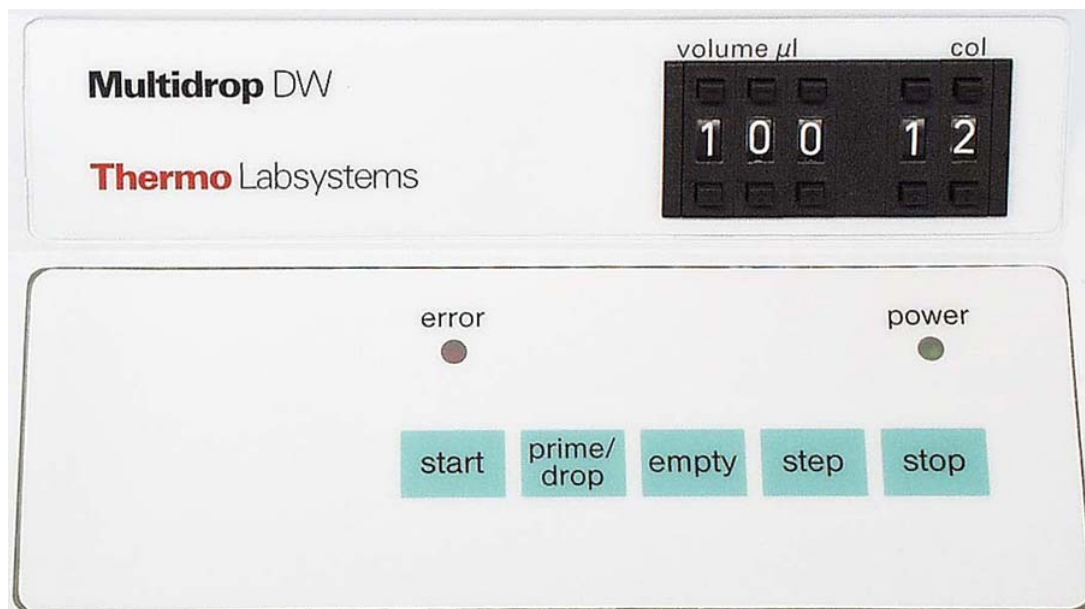 volume µl col
Multidrop DW
100 12
Thermo Labsystems
error power
start prime/drop empty step stop